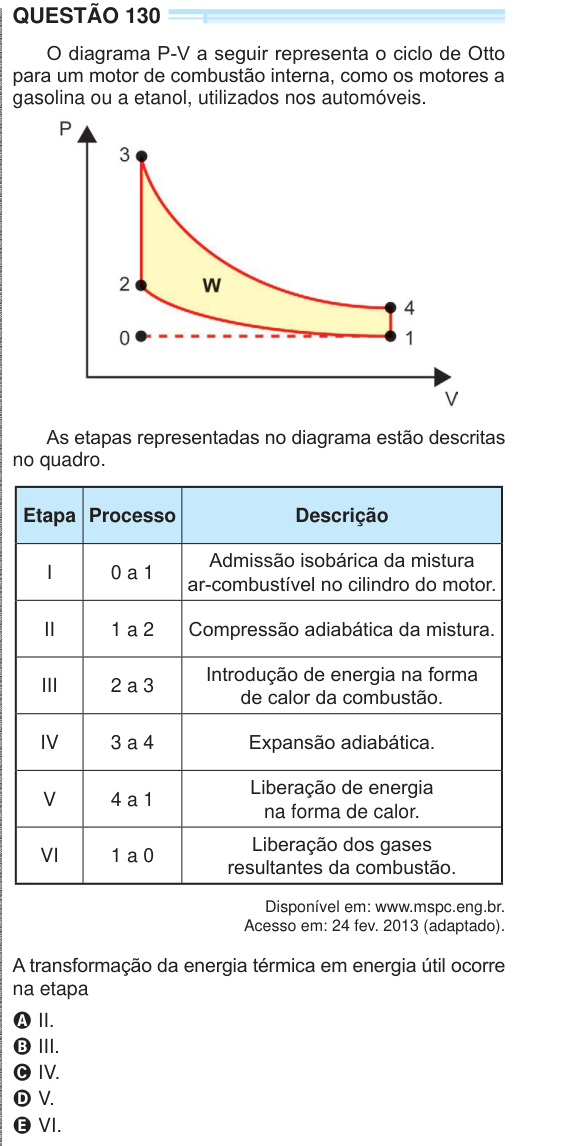 QUESTÃO 130
O diagrama P-V a seguir representa o ciclo de Otto
para um motor de combustão interna, como os motores a
gasolina ou a etanol, utilizados nos automóveis.
P
3
2
W
4
0
1
V
As etapas representadas no diagrama estão descritas
no quadro.
Etapa Processo Descrição
I 0 a 1 Admissão isobárica da mistura
ar-combustível no cilindro do motor.
II 1 a 2 Compressão adiabática da mistura.
III 2 a 3 Introdução de energia na forma
de calor da combustão.
IV 3 a 4 Expansão adiabática.
V 4 a 1 Liberação de energia
na forma de calor.
VI 1 a 0 Liberação dos gases
resultantes da combustão.
Disponível em: www.mspc.eng.br.
Acesso em: 24 fev. 2013 (adaptado).
A transformação da energia térmica em energia útil ocorre
na etapa
A II.
B III.
C IV.
D V.
E VI.